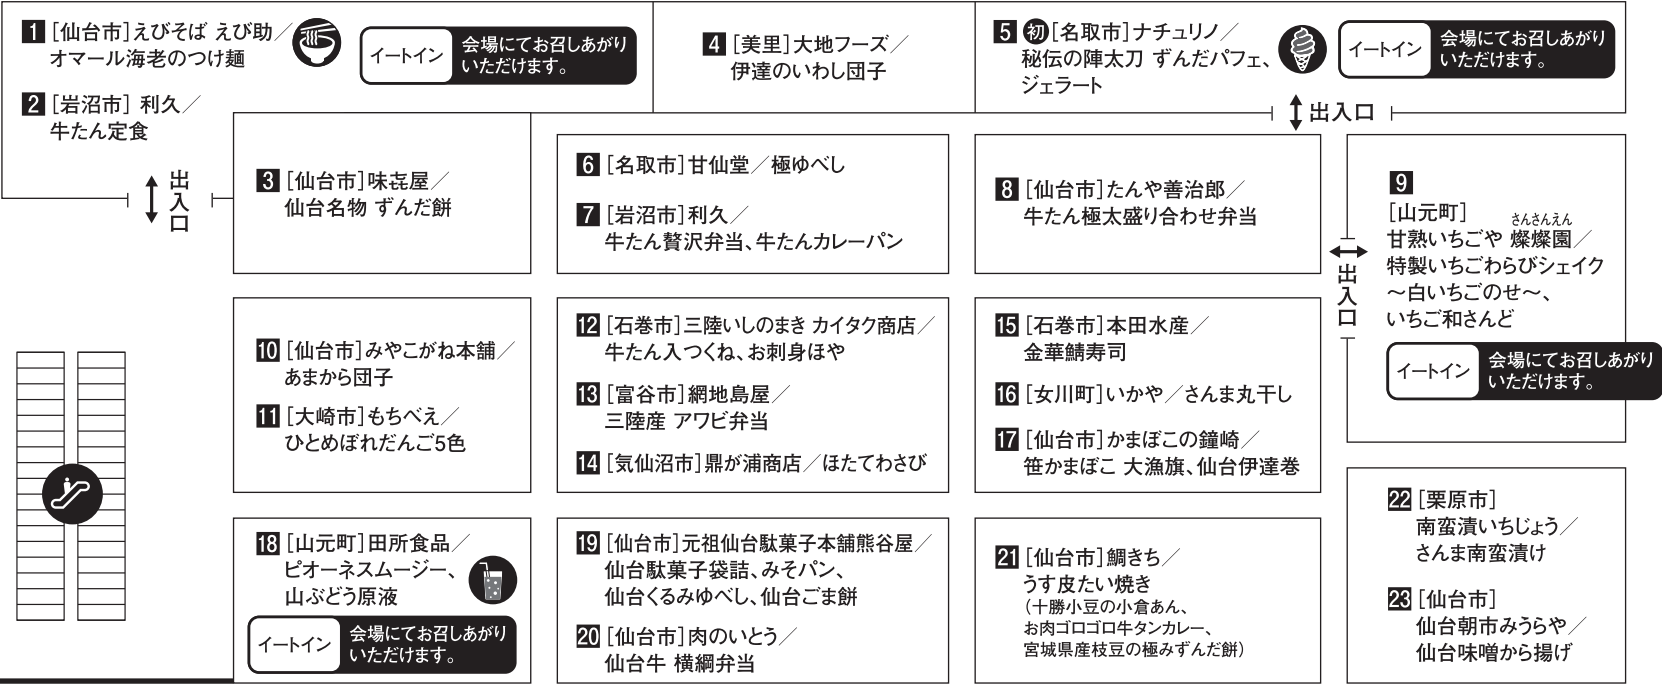 1 [仙台市]えびそば えび助／
オマール海老のつけ麺
イートイン 会場にてお召しあがり
いただけます。
2 [岩沼市] 利久／
牛たん定食
出入口
3 [仙台市]味㐂屋／
仙台名物 ずんだ餅
4 [美里]大地フーズ／
伊達のいわし団子
5 初[名取市]ナチュリノ／
秘伝の陣太刀 ずんだパフェ、
ジェラート
イートイン 会場にてお召しあがり
いただけます。
出入口
6 [名取市]甘仙堂／極ゆべし
7 [岩沼市]利久／
牛たん贅沢弁当、牛たんカレーパン
8 [仙台市]たんや善治郎／
牛たん極太盛り合わせ弁当
出入口
9
[山元町]
さんさんえん
甘熟いちごや 燦燦園／
特製いちごわらびシェイク
～白いちごのせ～、
いちご和さんど
イートイン 会場にてお召しあがり
いただけます。
10 [仙台市]みやこがね本舗／
あまから団子
11 [大崎市]もちべえ／
ひとめぼれだんご5色
12 [石巻市]三陸いしのまき カイタク商店／
牛たん入つくね、お刺身ほや
13 [富谷市]網地島屋／
三陸産 アワビ弁当
14 [気仙沼市]鼎が浦商店／ほたてわさび
15 [石巻市]本田水産／
金華鯖寿司
16 [女川町]いかや／さんま丸干し
17 [仙台市]かまぼこの鐘崎／
笹かまぼこ 大漁旗、仙台伊達巻
18 [山元町]田所食品／
ピオーネスムージー、
山ぶどう原液
イートイン 会場にてお召しあがり
いただけます。
19 [仙台市]元祖仙台駄菓子本舗熊谷屋／
仙台駄菓子袋詰、みそパン、
仙台くるみゆべし、仙台ごま餅
20 [仙台市]肉のいとう／
仙台牛 横綱弁当
21 [仙台市]鯛きち／
うす皮たい焼き
(十勝小豆の小倉あん、
お肉ゴロゴロ牛タンカレー、
宮城県産枝豆の極みずんだ餅)
22 [栗原市]
南蛮漬いちじょう／
さんま南蛮漬け
23 [仙台市]
仙台朝市みうらや／
仙台味噌から揚げ